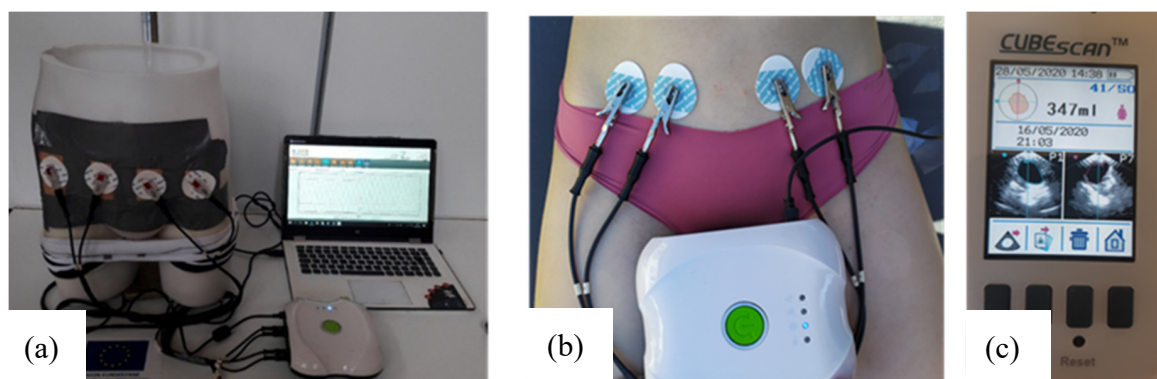 (a)
(b)
CUBEscan™
28/05/2020 14:38 H
41/50
347ml
16/05/2020
21:03
P1
P7
Reset
(c)